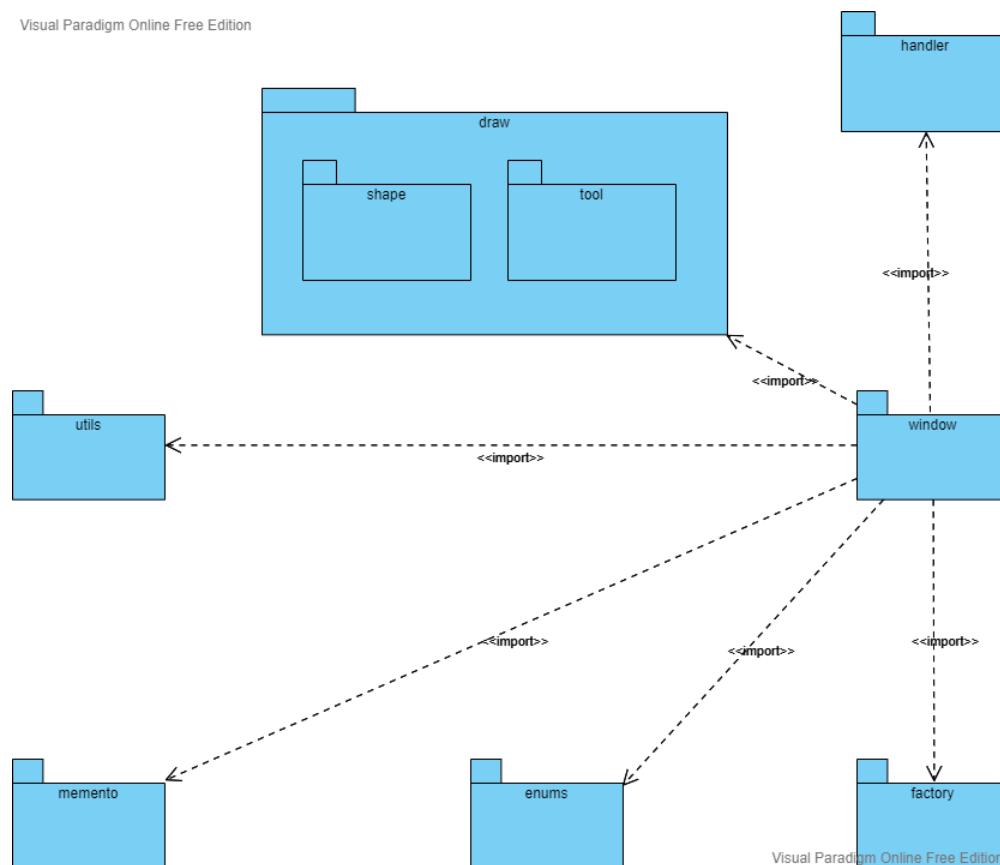 Visual Paradigm Online Free Edition
handler
draw
shape
tool
<<import>>
<<import>>
utils
window
<<import>>
<<import>>
<<import>>
<<import>>
memento
enums
factory
Visual Paradigm Online Free Edition